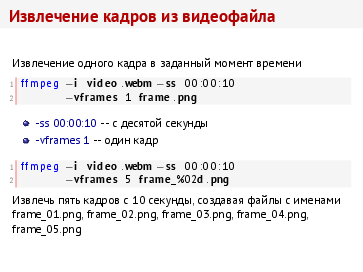 Извлечение кадров из видеофайла
Извлечение одного кадра в заданный момент времени
1 ffmpeg -i video.webm -ss 00:00:10
2 -vframes 1 frame.png
-ss 00:00:10 -- с десятой секунды
-vframes 1 -- один кадр
1 ffmpeg -i video.webm -ss 00:00:10
2 -vframes 5 frame_%02d.png
Извлечь пять кадров с 10 секунды, создавая файлы с именами
frame_01.png, frame_02.png, frame_03.png, frame_04.png,
frame_05.png